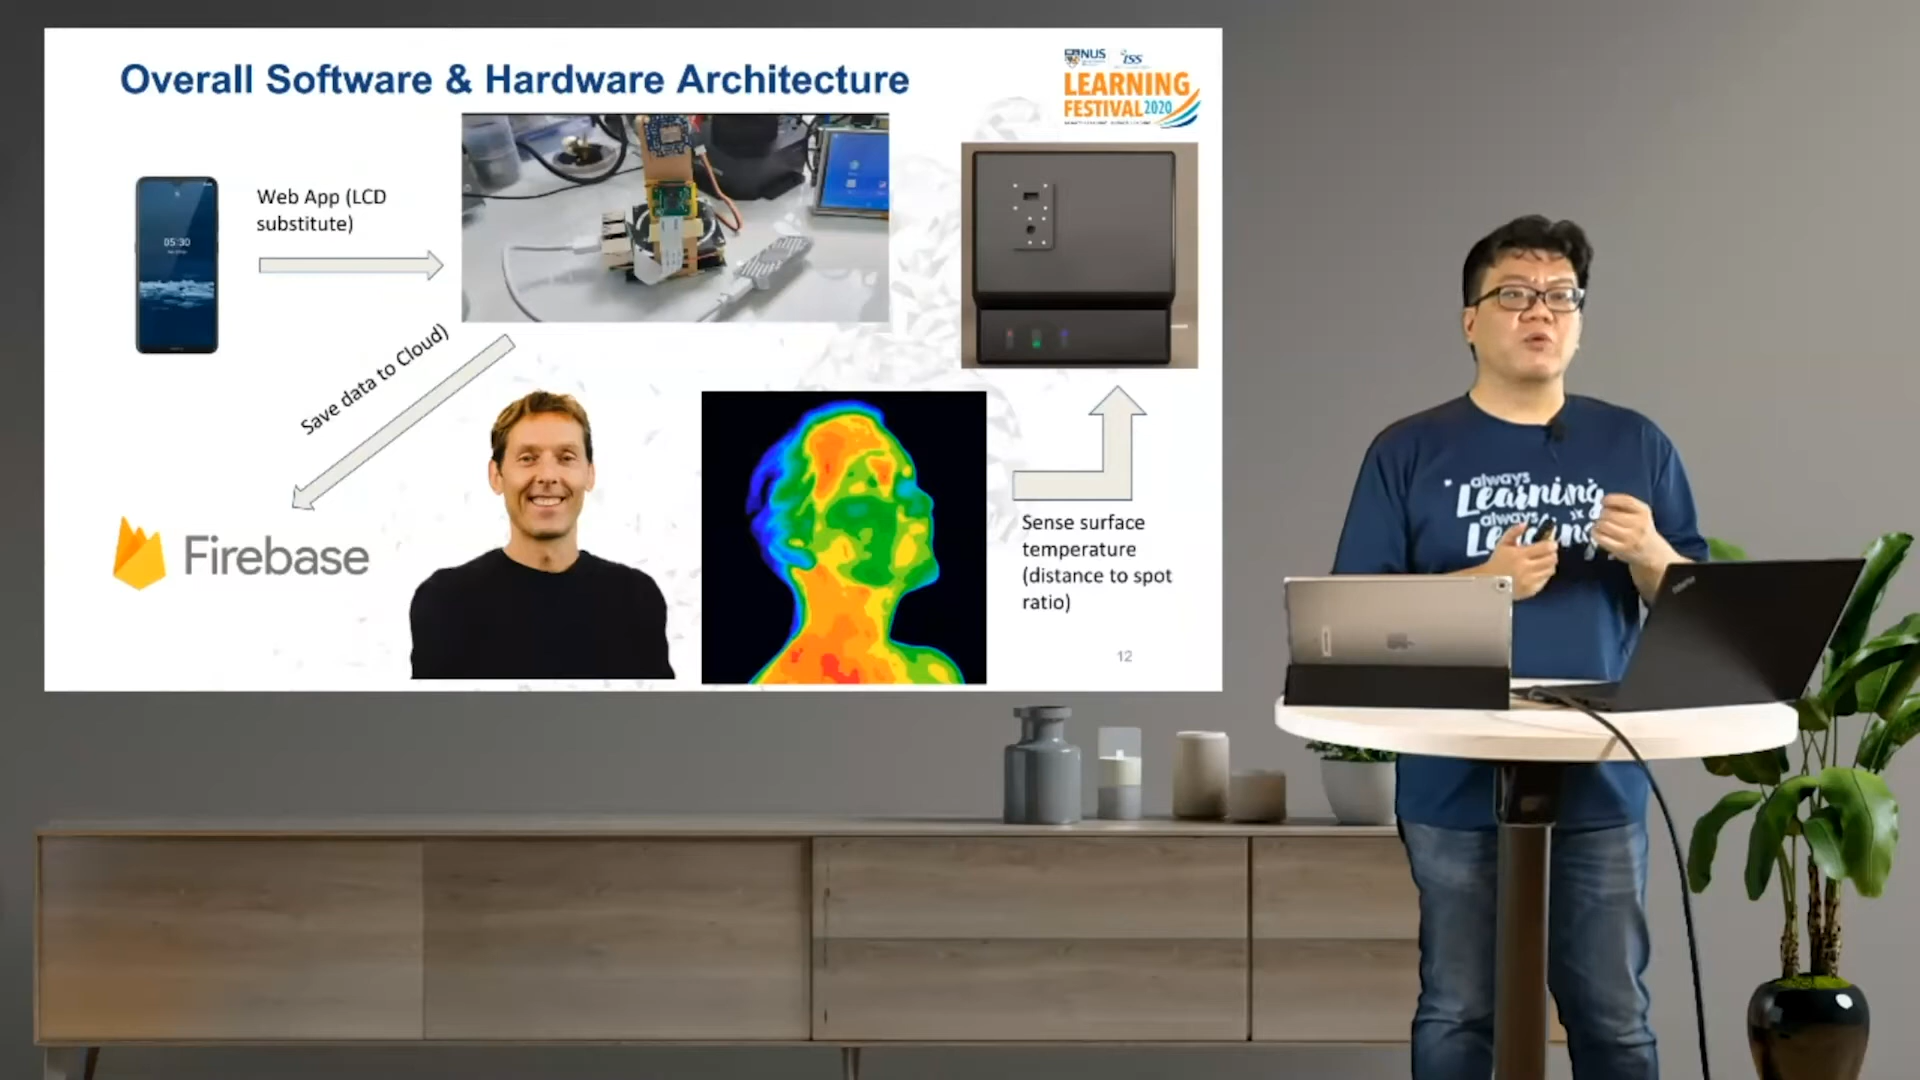 Overall Software & Hardware Architecture
NUS
ISS
LEARNING
FESTIVAL 2020
Web App (LCD
substitute)
05:30
Save data to Cloud)
Firebase
Sense surface
temperature
(distance to spot
ratio)
12
always
Learning
always
Leading